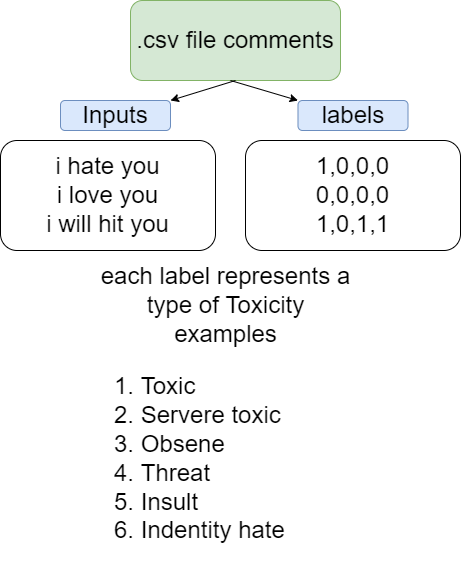 .csv file comments
Inputs
labels
i hate you
i love you
i will hit you
1,0,0,0
0,0,0,0
1,0,1,1
each label represents a
type of Toxicity
examples
1. Toxic
2. Servere toxic
3. Obsene
4. Threat
5. Insult
6. Indentity hate